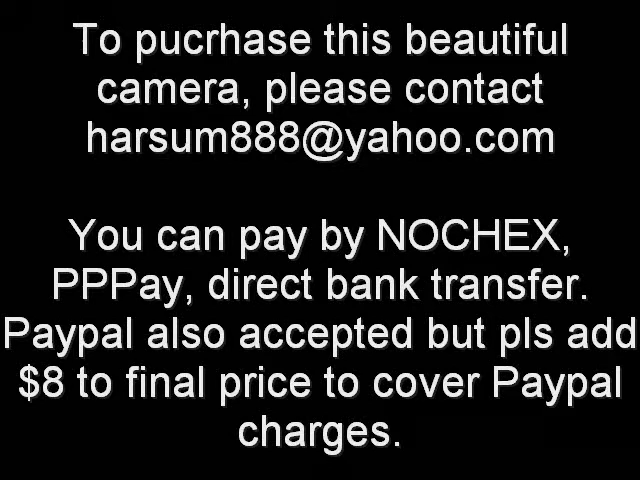 To pucrhase this beautiful
camera, please contact
harsum888@yahoo.com
You can pay by NOCHEX,
PPPay, direct bank transfer.
Paypal also accepted but pls add
$8 to final price to cover Paypal
charges.